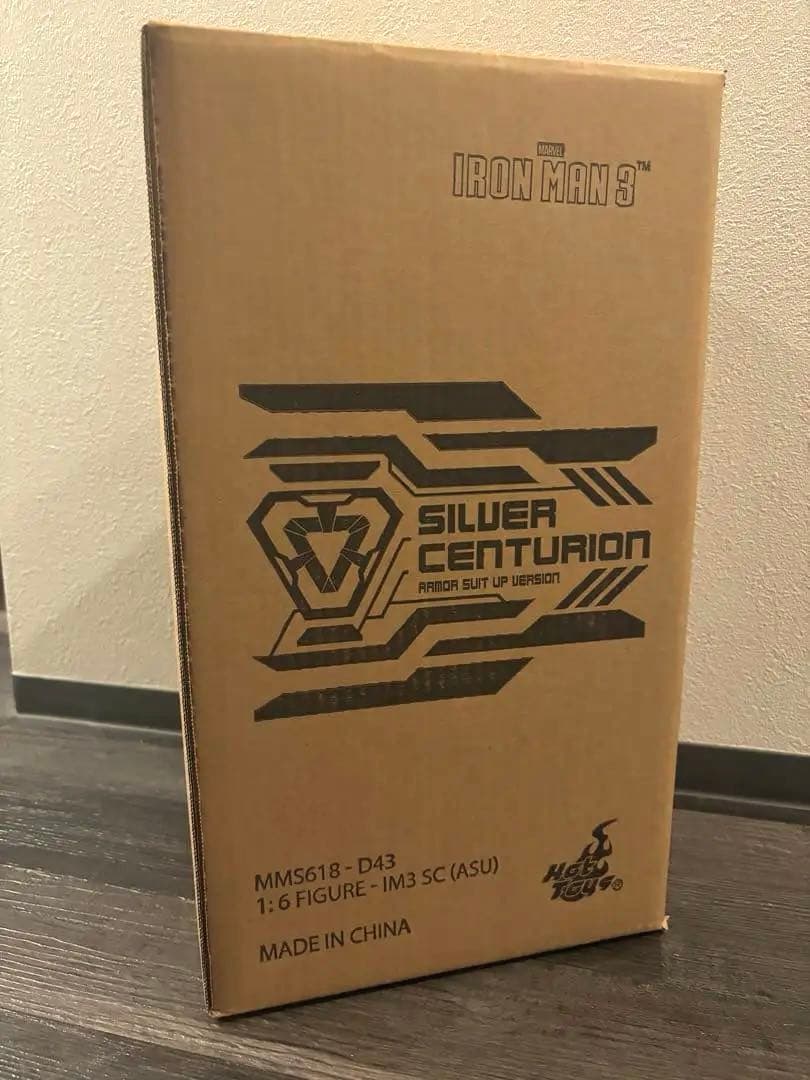 MARVEL
IRON MAN 3™
SILVER
CENTURION
ARMOR SUIT UP VERSION
MMS618 - D43
1: 6 FIGURE - IM3 SC (ASU)
MADE IN CHINA
Hot
Toys®